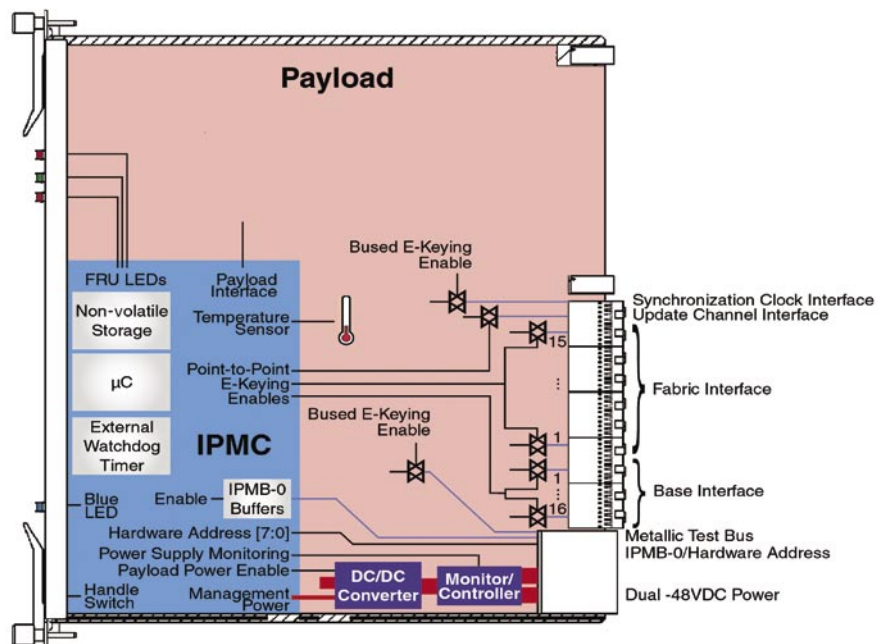 Payload
Bused E-Keying
Enable
FRU LEDs
Payload
Interface
Non-volatile
Storage
Temperature
Sensor
Synchronization Clock Interface
Update Channel Interface
15
µC
Point-to-Point
E-Keying
Enables
...
Fabric Interface
Bused E-Keying
Enable
External
Watchdog
Timer
IPMC
1
1
...
Base Interface
Blue
LED
Enable
IPMB-0
Buffers
16
Hardware Address [7:0]
Metallic Test Bus
Power Supply Monitoring
IPMB-0/Hardware Address
Payload Power Enable
DC/DC
Converter
Monitor/
Controller
Handle
Switch
Management
Power
Dual -48VDC Power